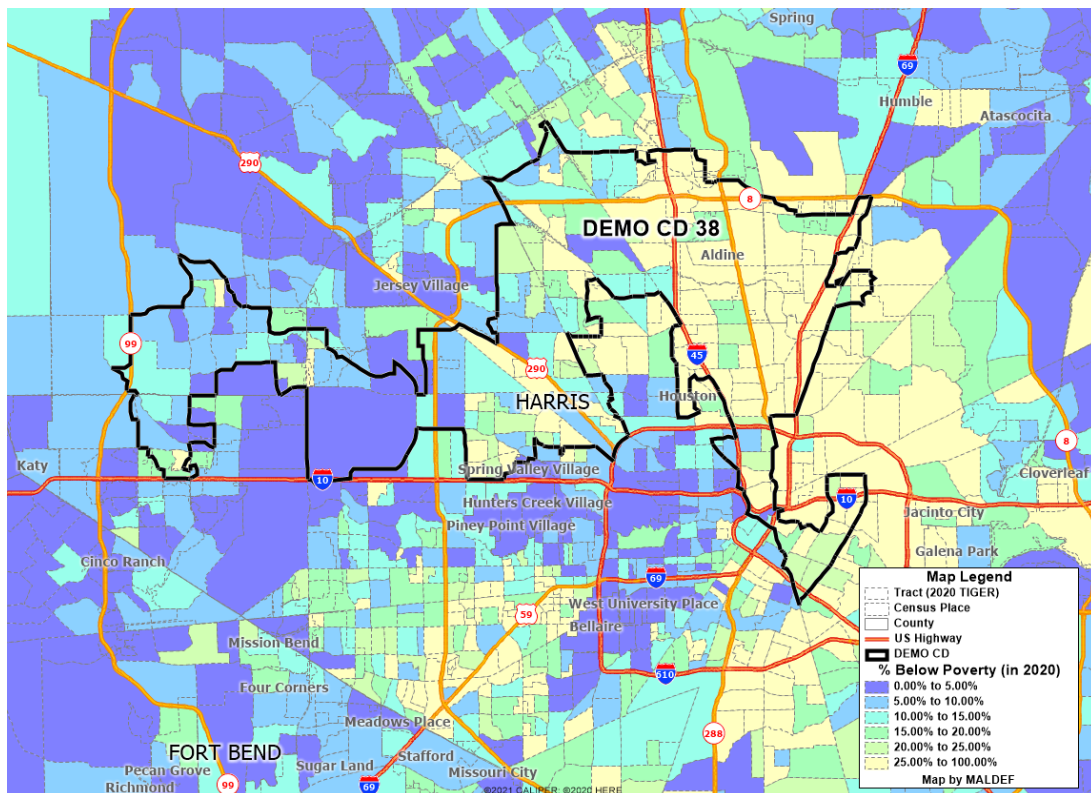 Spring
69
Humble
Atascocita
290
8
DEMO CD 38
Aldine
Jersey Village
99
45
290
Houston
HARRIS
8
Katy
Spring Valley Village
Cloverleaf
10
10
Hunters Creek Village
Jacinto City
Piney Point Village
Galena Park
Cinco Ranch
69
West University Place
59
Bellaire
Mission Bend
610
Four Corners
Meadows Place
288
FORT BEND
Stafford
Pecan Grove
Sugar Land
Missouri City
Richmond
99
69
©2021 CALIPER; ©2020 HERE
Map Legend
Tract (2020 TIGER)
Census Place
County
US Highway
DEMO CD
% Below Poverty (in 2020)
0.00% to 5.00%
5.00% to 10.00%
10.00% to 15.00%
15.00% to 20.00%
20.00% to 25.00%
25.00% to 100.00%
Map by MALDEF